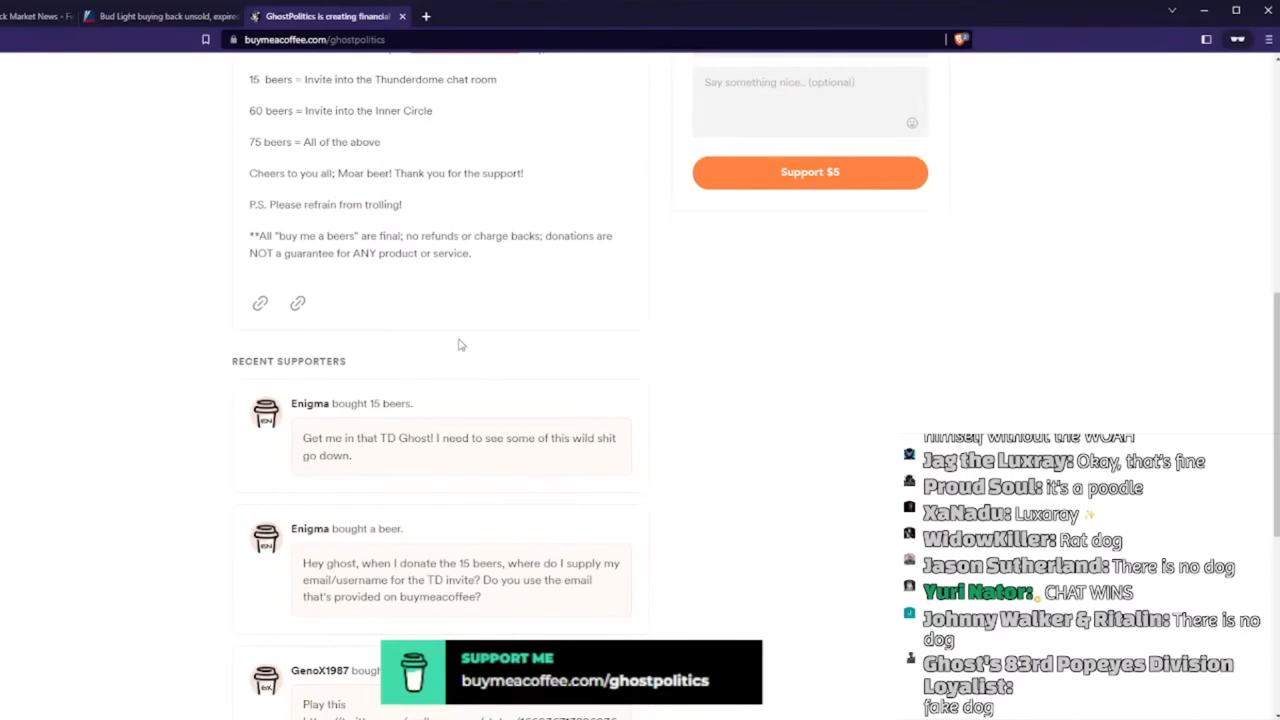 ck Market News - F
Bud Light buying back unsold, expire
GhostPolitics is creating financial
buymeacoffee.com/ghostpolitics
15 beers = Invite into the Thunderdome chat room
60 beers = Invite into the Inner Circle
75 beers = All of the above
Cheers to you all; Moar beer! Thank you for the support!
P.S. Please refrain from trolling!
**All "buy me a beers" are final; no refunds or charge backs; donations are
NOT a guarantee for ANY product or service.
Say something nice.. (optional)
Support $5
RECENT SUPPORTERS
Enigma bought 15 beers.
Get me in that TD Ghost! I need to see some of this wild shit
go down.
Enigma bought a beer.
Hey ghost, when I donate the 15 beers, where do I supply my
email/username for the TD invite? Do you use the email
that's provided on buymeacoffee?
GenoX1987 bough
Play this
SUPPORT ME
buymeacoffee.com/ghostpolitics
himself without the WOAH
Jag the Luxray: Okay, that's fine
Proud Soul: it's a poodle
XaNadu: Luxaray ✨
WidowKiller: Rat dog
Jason Sutherland: There is no dog
Yuri Nator: CHAT WINS
Johnny Walker & Ritalin: There is no
dog
Ghost's 83rd Popeyes Division
Loyalist:
fake dog